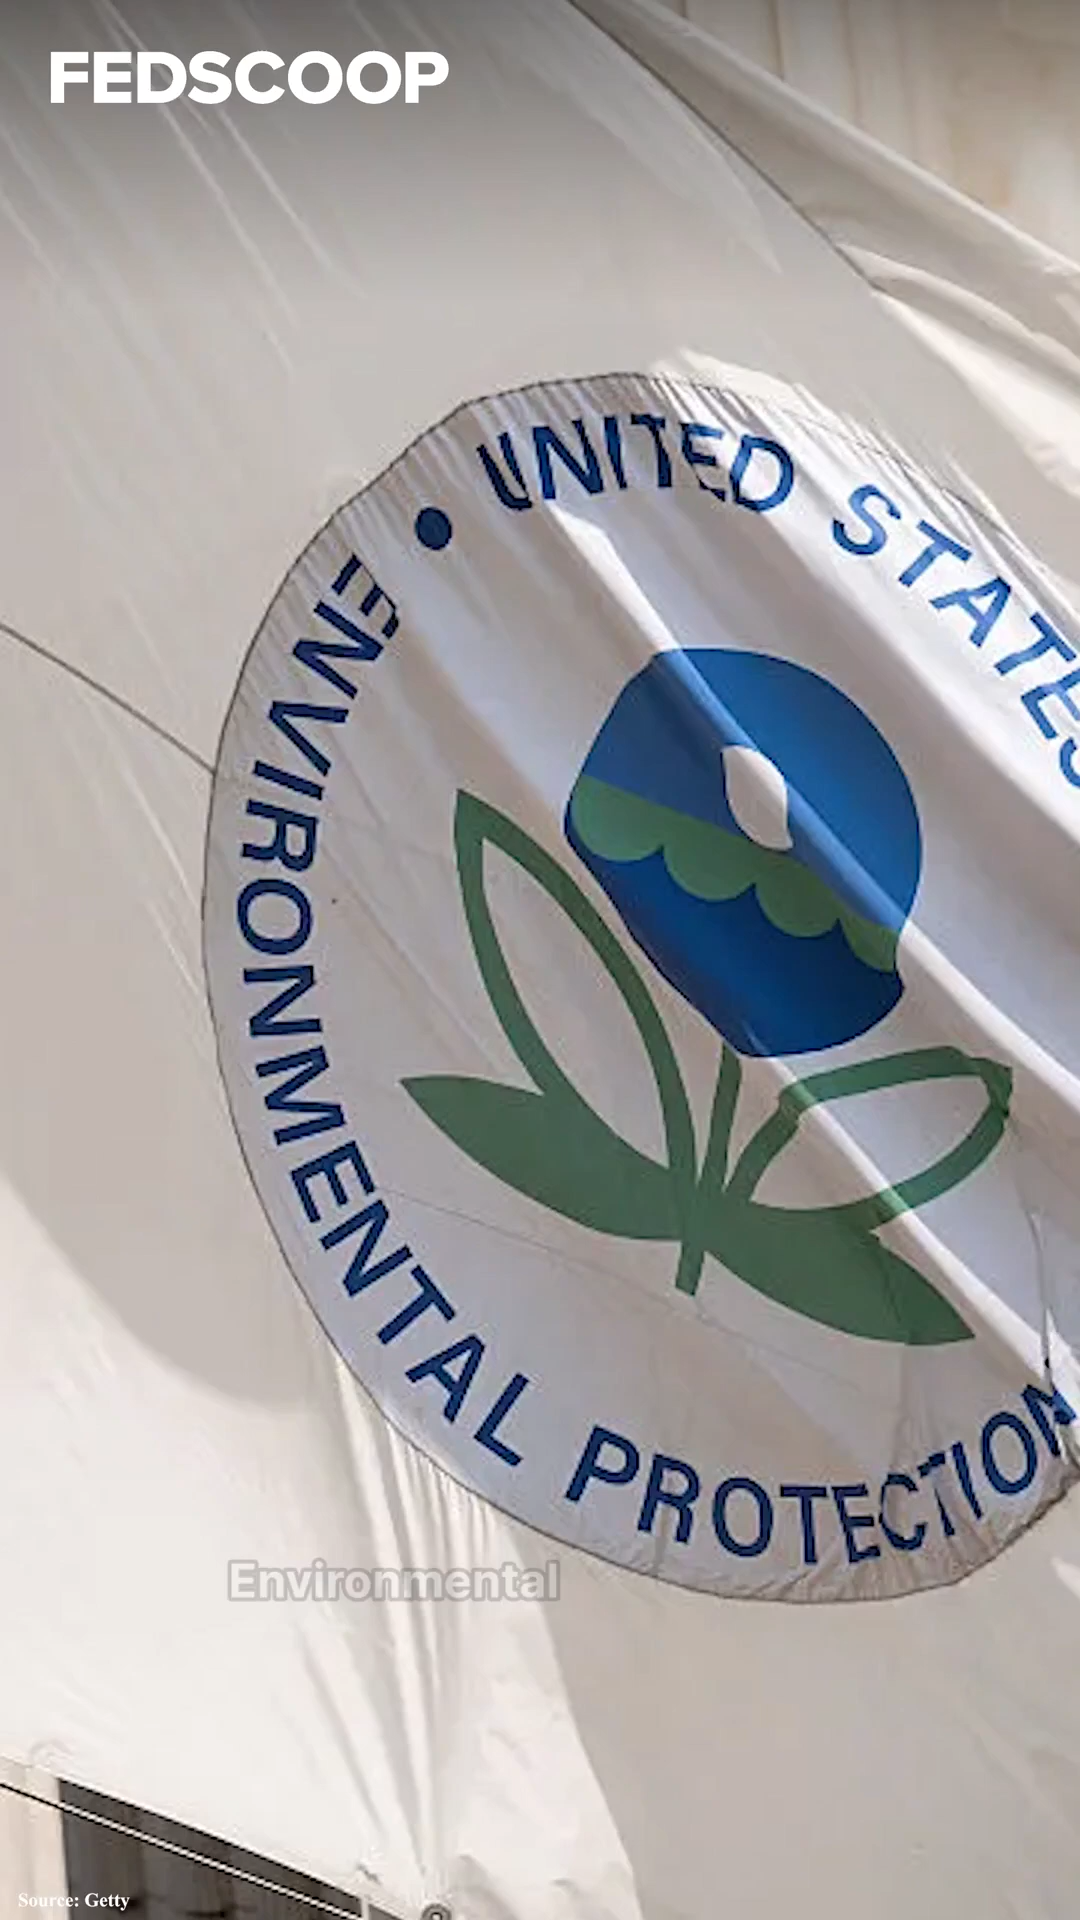 FEDSCOOP
UNITED STATES
ENVIRONMENTAL PROTECTION
Environmental
Source: Getty